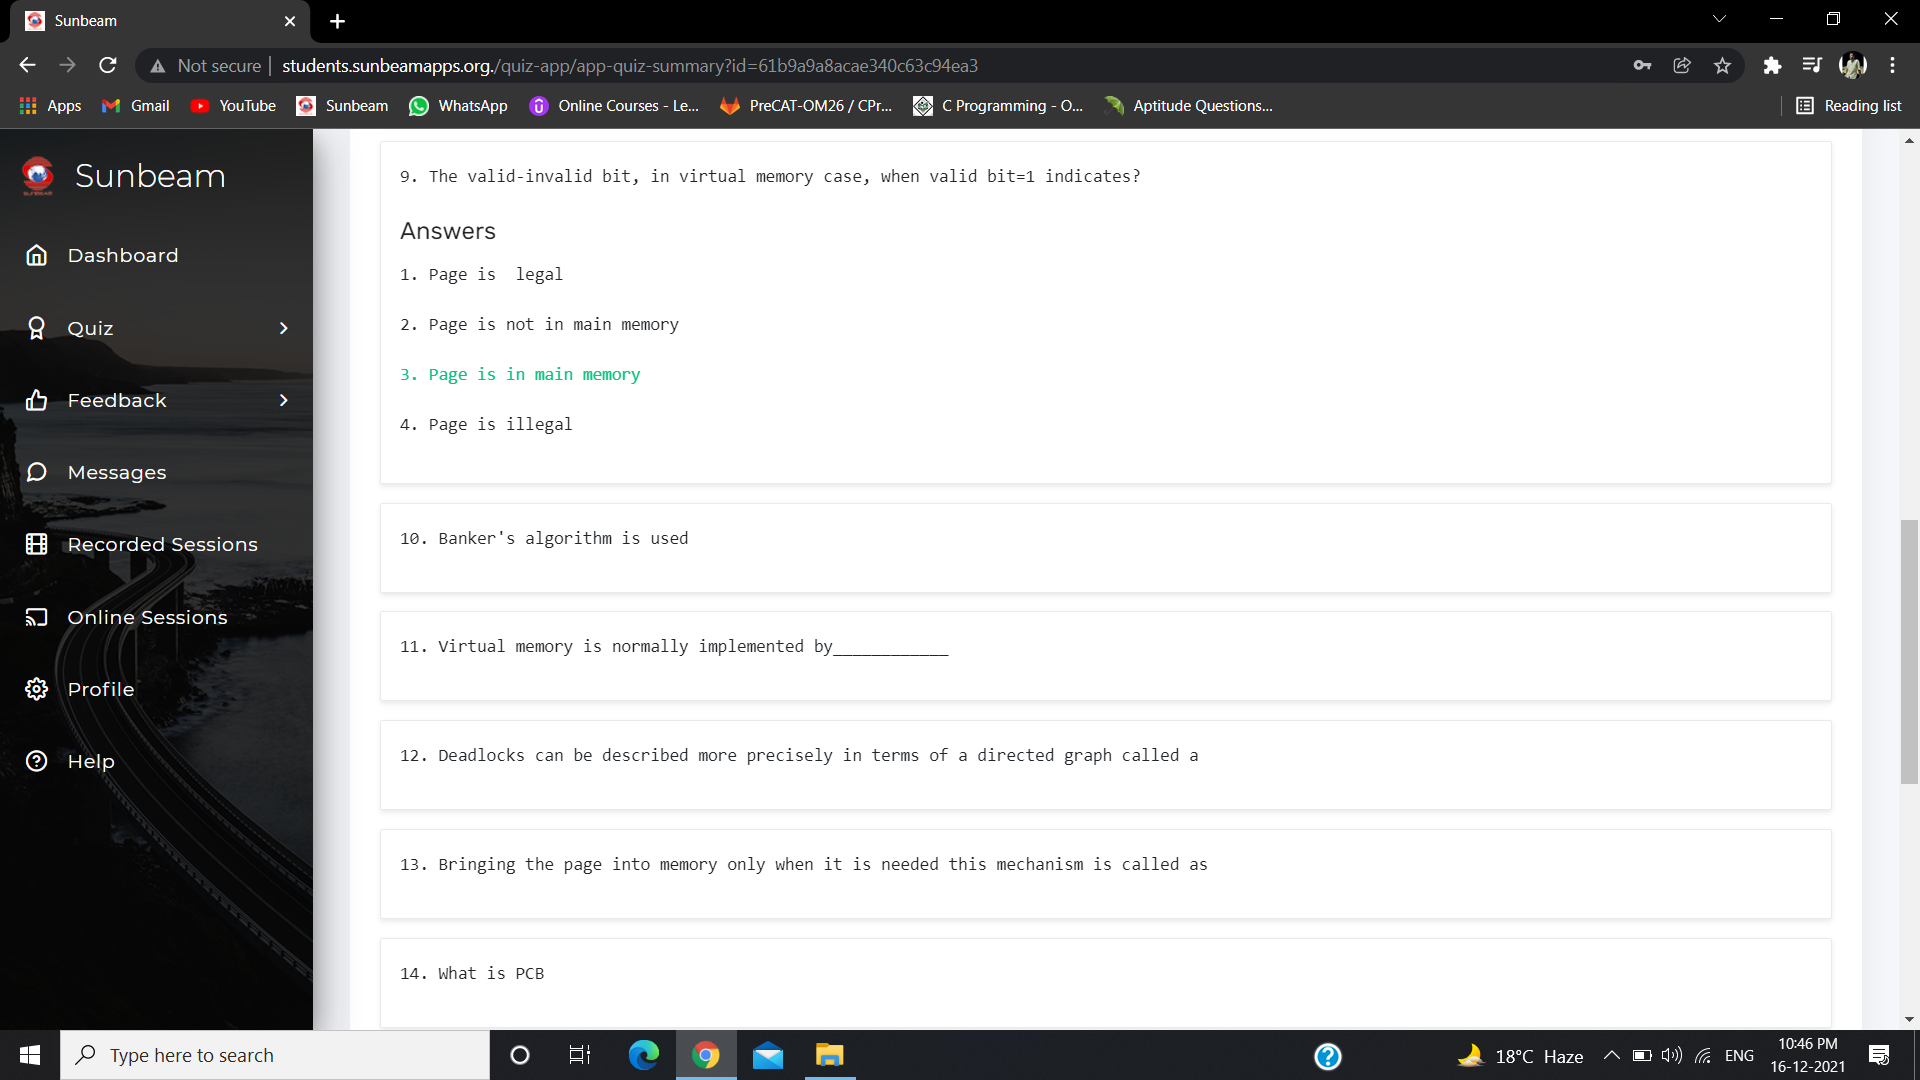 Sunbeam
Not secure
students.sunbeamapps.org./quiz-app/app-quiz-summary?id=61b9a9a8acae340c63c94ea3
Apps
Gmail
YouTube
Sunbeam
WhatsApp
Online Courses - Le...
PreCAT-OM26 / CPr...
C Programming - O...
Aptitude Questions...
Reading list
Sunbeam
Dashboard
Quiz
Feedback
Messages
Recorded Sessions
Online Sessions
Profile
Help
9. The valid-invalid bit, in virtual memory case, when valid bit=1 indicates?
Answers
1. Page is  legal
2. Page is not in main memory
3. Page is in main memory
4. Page is illegal
10. Banker's algorithm is used
11. Virtual memory is normally implemented by____________
12. Deadlocks can be described more precisely in terms of a directed graph called a
13. Bringing the page into memory only when it is needed this mechanism is called as
14. What is PCB
Type here to search
18°C Haze
ENG
10:46 PM
16-12-2021